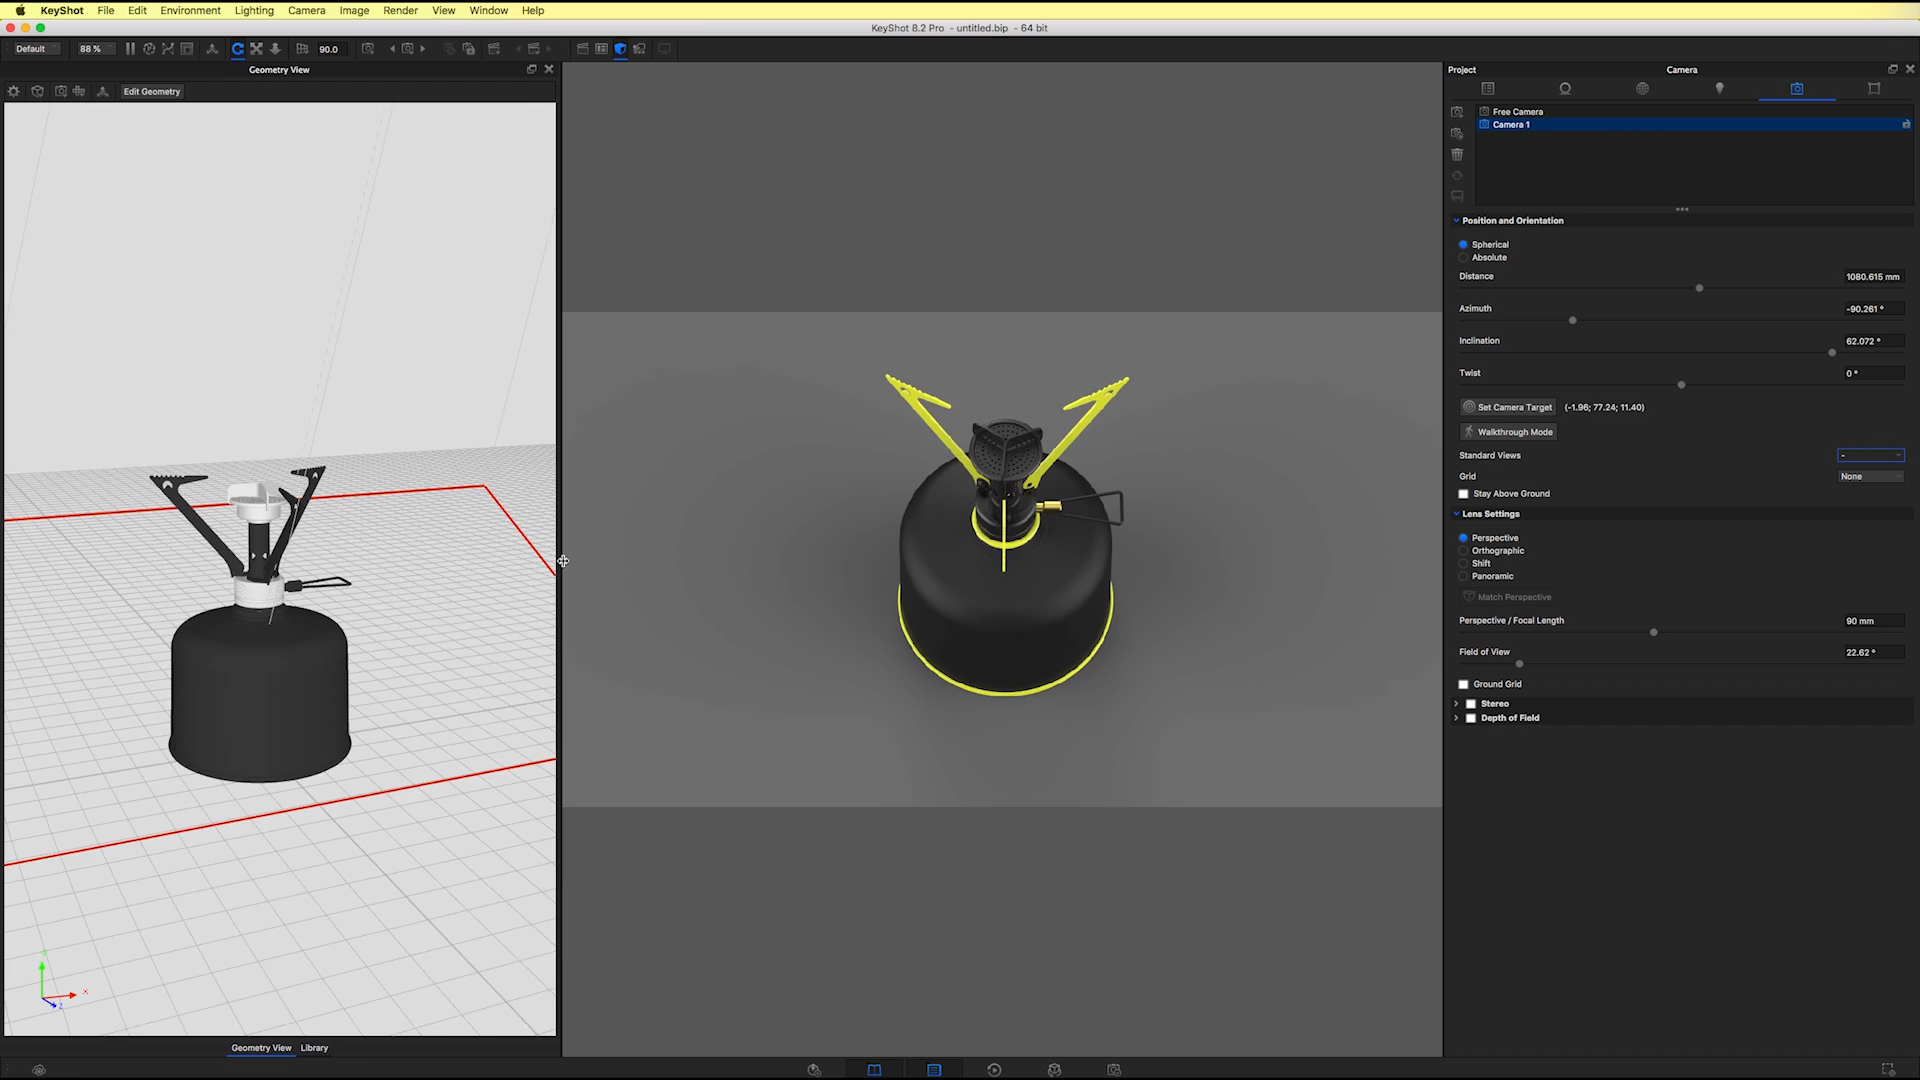 KeyShot File Edit Environment Lighting Camera Image Render View Window Help
KeyShot 8.2 Pro - untitled.bip - 64 bit
Default 88 % 90.0
Geometry View
Edit Geometry
Y
X
Z
Geometry View Library
Project Camera
Free Camera
Camera 1
Position and Orientation
Spherical
Absolute
Distance 1080.615 mm
Azimuth -90.261 °
Inclination 62.072 °
Twist 0 °
Set Camera Target (-1.96; 77.24; 11.40)
Walkthrough Mode
Standard Views -
Grid None
Stay Above Ground
Lens Settings
Perspective
Orthographic
Shift
Panoramic
Match Perspective
Perspective / Focal Length 90 mm
Field of View 22.62 °
Ground Grid
Stereo
Depth of Field